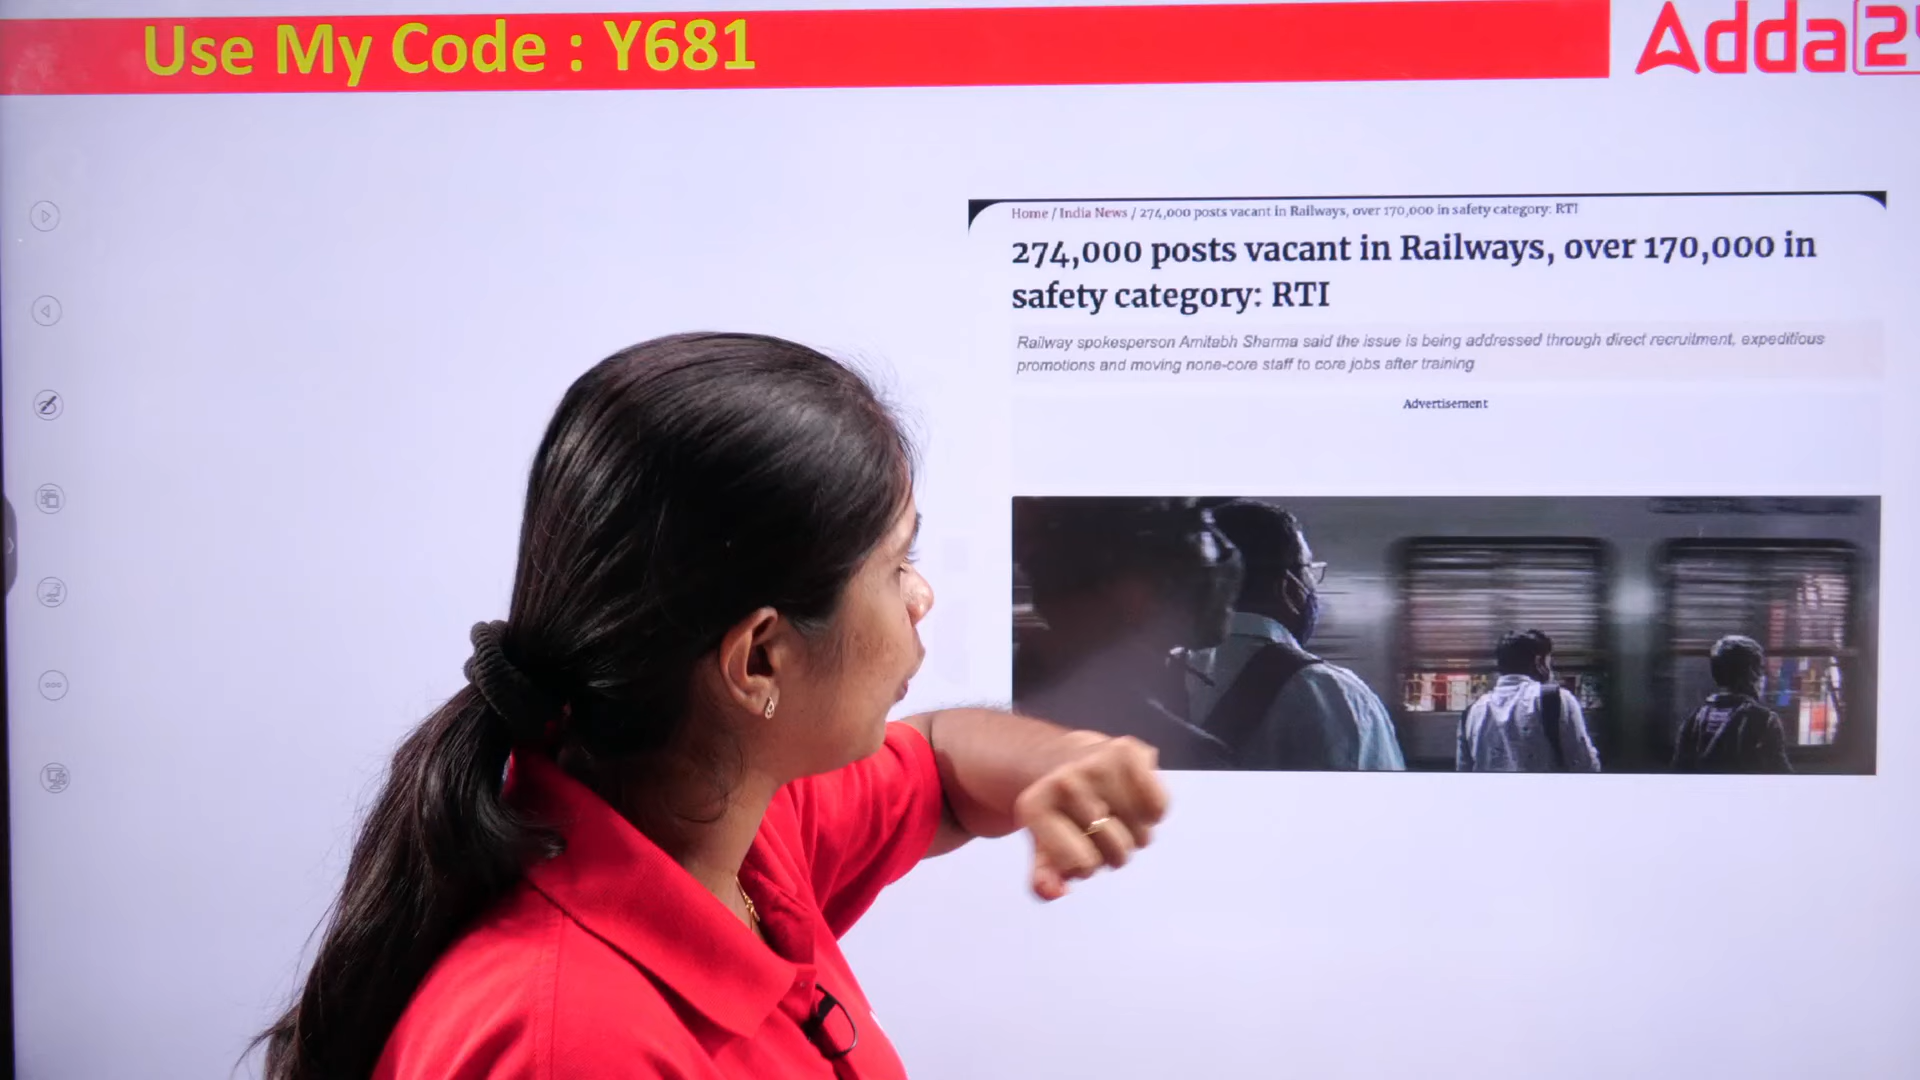 Use My Code : Y681
Adda2
Home / India News / 274,000 posts vacant in Railways, over 170,000 in safety category: RTI
274,000 posts vacant in Railways, over 170,000 in
safety category: RTI
Railway spokesperson Amitabh Sharma said the issue is being addressed through direct recruitment, expeditious
promotions and moving none-core staff to core jobs after training
Advertisement